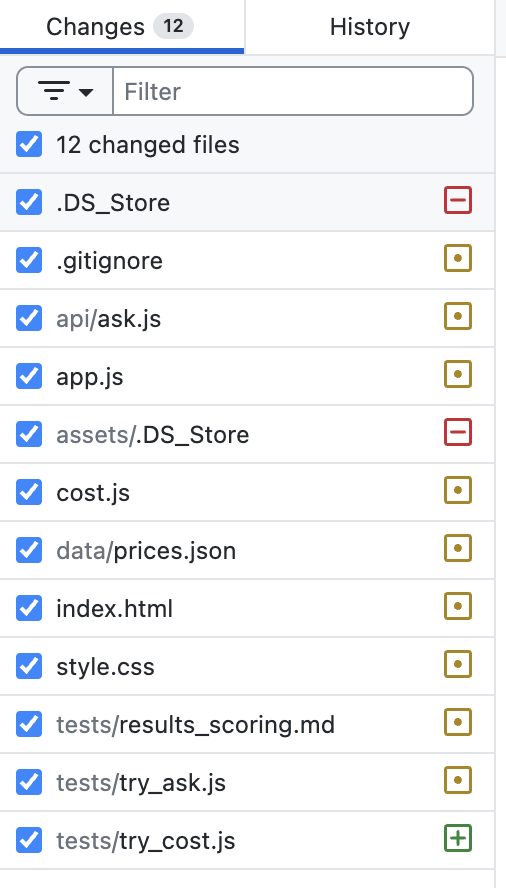 Changes 12 History
Filter
12 changed files
.DS_Store
.gitignore
api/ask.js
app.js
assets/.DS_Store
cost.js
data/prices.json
index.html
style.css
tests/results_scoring.md
tests/try_ask.js
tests/try_cost.js